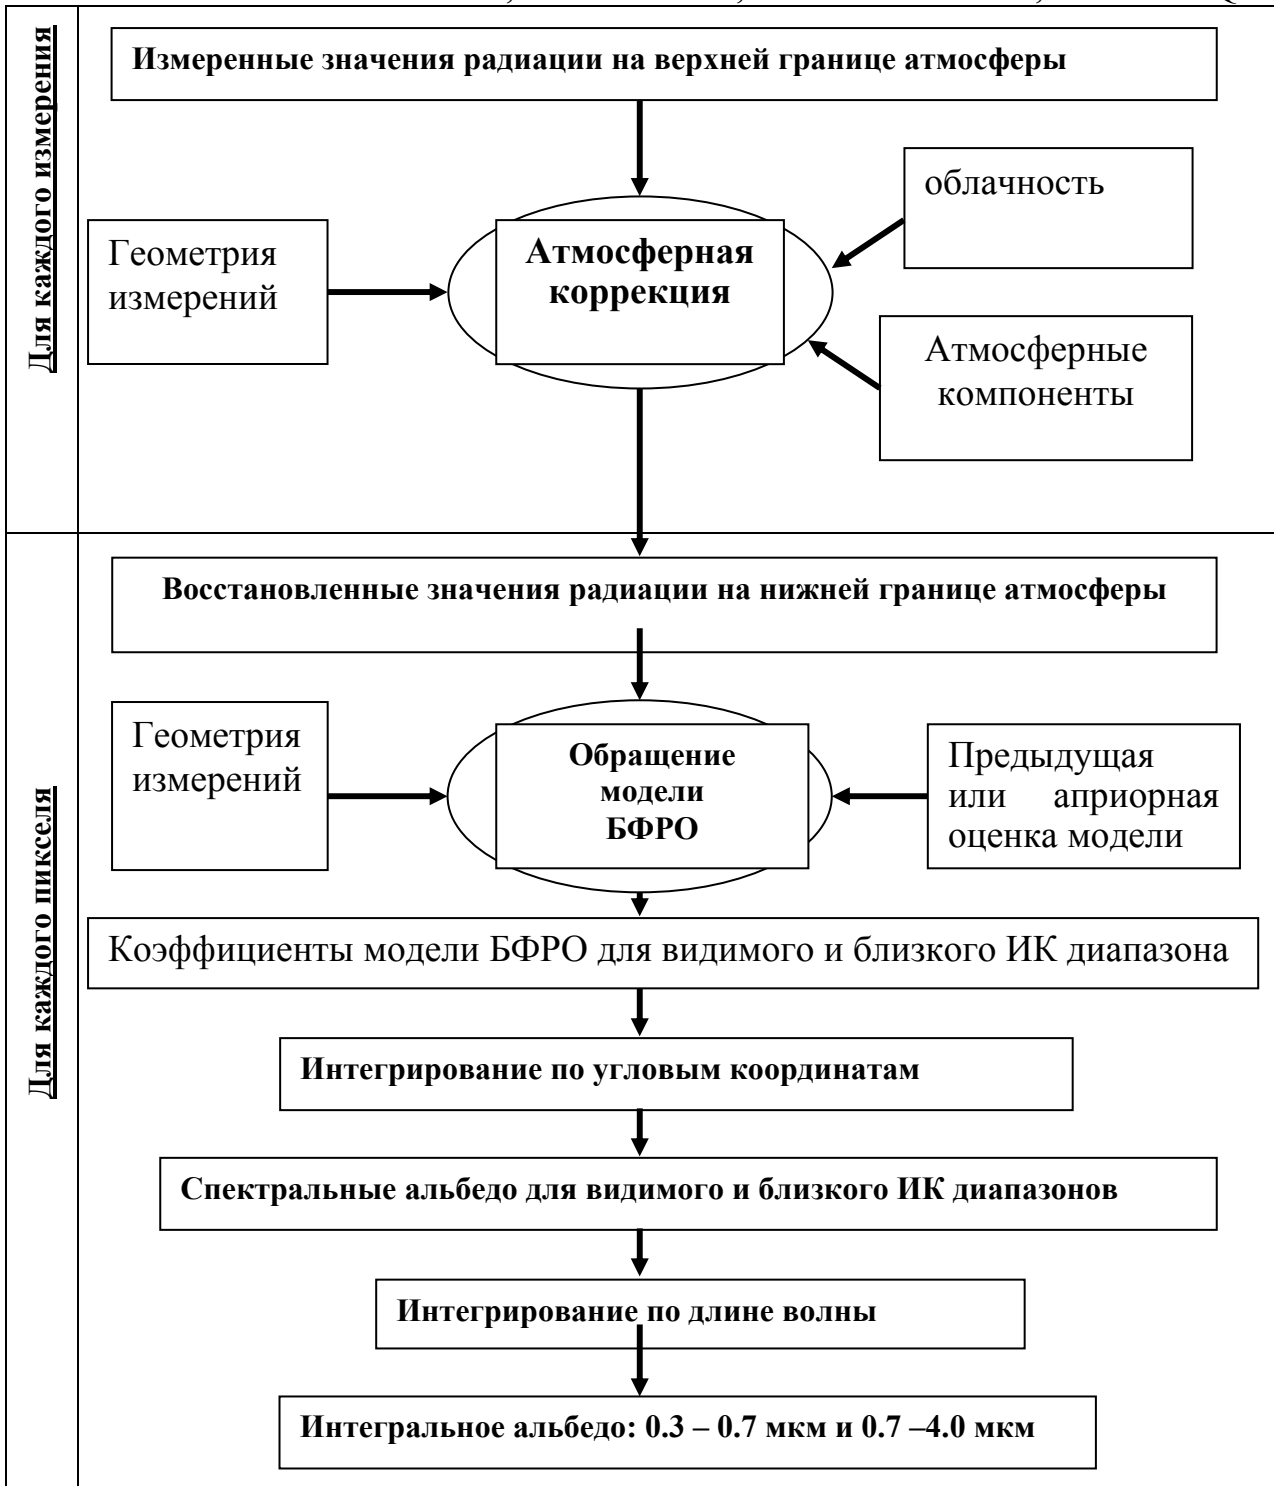 Для каждого измерения
Измеренные значения радиации на верхней границе атмосферы
облачность
Геометрия
измерений
Атмосферная
коррекция
Атмосферные
компоненты
Для каждого пикселя
Восстановленные значения радиации на нижней границе атмосферы
Геометрия
измерений
Обращение
модели
БФРО
Предыдущая
или априорная
оценка модели
Коэффициенты модели БФРО для видимого и близкого ИК диапазона
Интегрирование по угловым координатам
Спектральные альбедо для видимого и близкого ИК диапазонов
Интегрирование по длине волны
Интегральное альбедо: 0.3 – 0.7 мкм и 0.7 –4.0 мкм